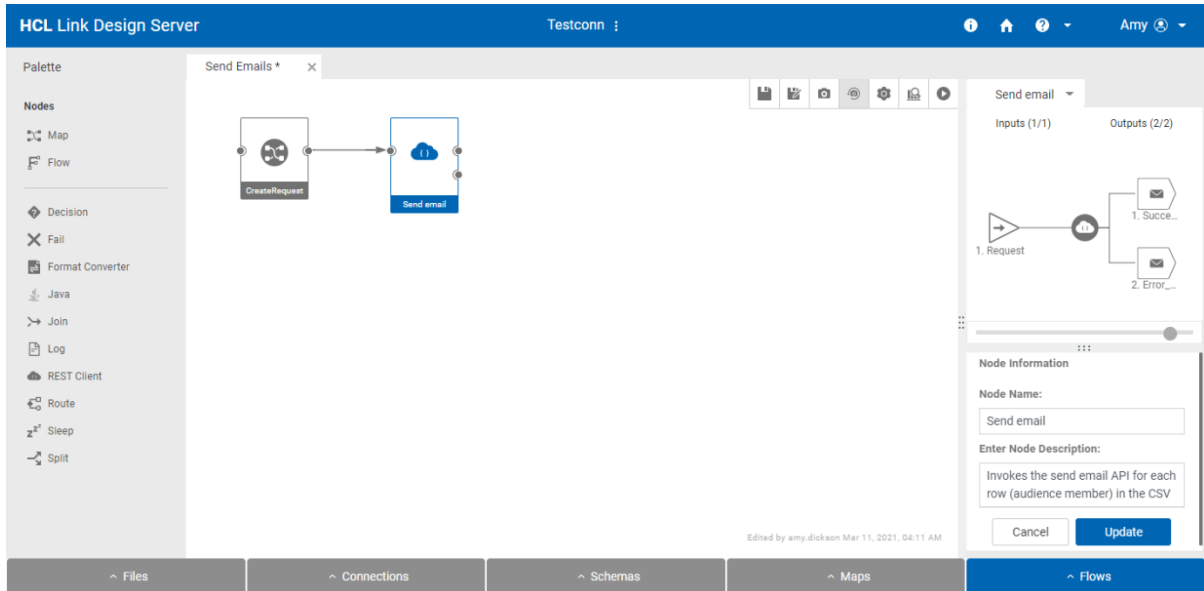 HCL Link Design Server
Testconn
Amy
Palette
Send Emails *
Nodes
Map
Flow
Decision
Fail
Format Converter
Java
Join
Log
REST Client
Route
Sleep
Split
CreateRequest
Send email
Edited by amy.dickson Mar 11, 2021, 04:11 AM
Send email
Inputs (1/1)
Outputs (2/2)
1. Request
1. Succe...
2. Error_...
Node Information
Node Name:
Send email
Enter Node Description:
Invokes the send email API for each
row (audience member) in the CSV
Cancel
Update
Files
Connections
Schemas
Maps
Flows